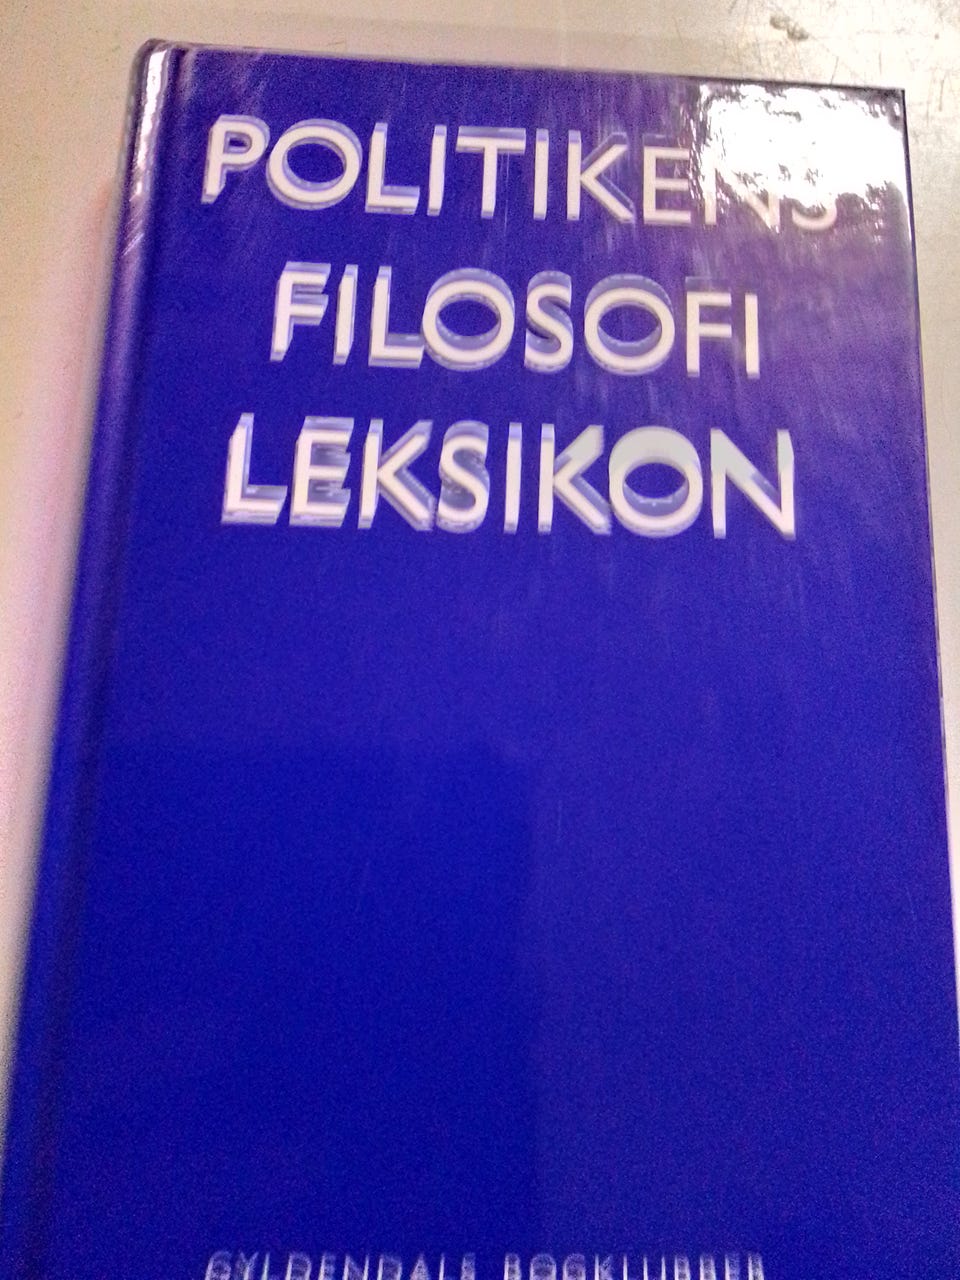 POLITIKENS
FILOSOFI
LEKSIKON
GYLDENDALS BOGKLUBBER